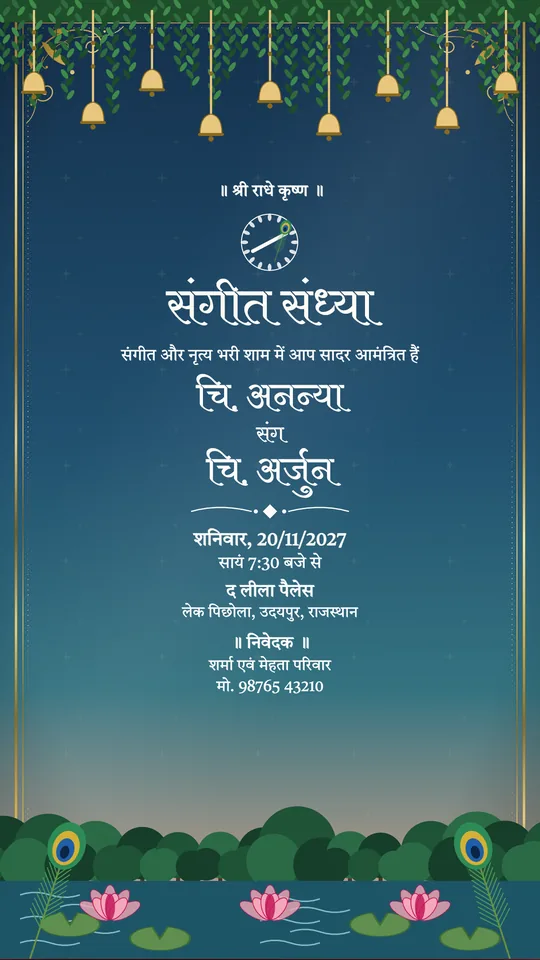 ॥ श्री राधे कृष्ण ॥
संगीत संध्या
संगीत और नृत्य भरी शाम में आप सादर आमंत्रित हैं
चि. अनन्या
संग
चि. अर्जुन
शनिवार, 20/11/2027
सायं 7:30 बजे से
द लीला पैलेस
लेक पिछोला, उदयपुर, राजस्थान
॥ निवेदक ॥
शर्मा एवं मेहता परिवार
मो. 98765 43210